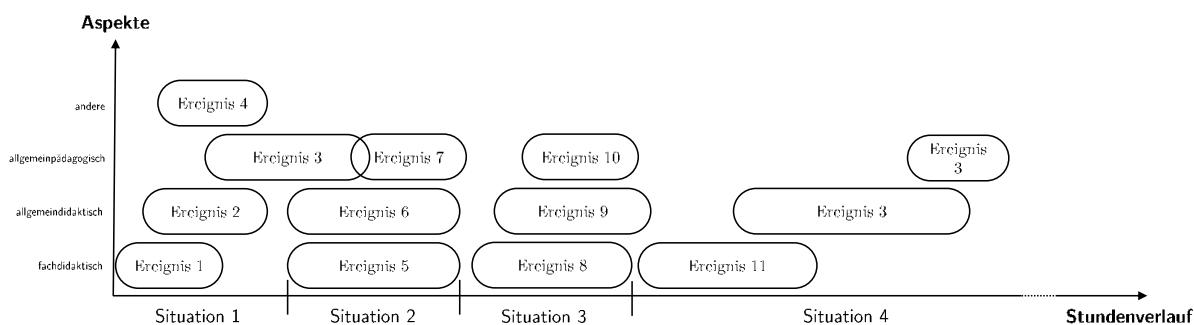 Aspekte
andere
Ereignis 4
allgemeinpädagogisch
Ereignis 3
Ereignis 7
Ereignis 10
Ereignis
3
allgemeindidaktisch
Ereignis 2
Ereignis 6
Ereignis 9
Ereignis 3
fachdidaktisch
Ereignis 1
Ereignis 5
Ereignis 8
Ereignis 11
Situation 1
Situation 2
Situation 3
Situation 4
Stundenverlauf